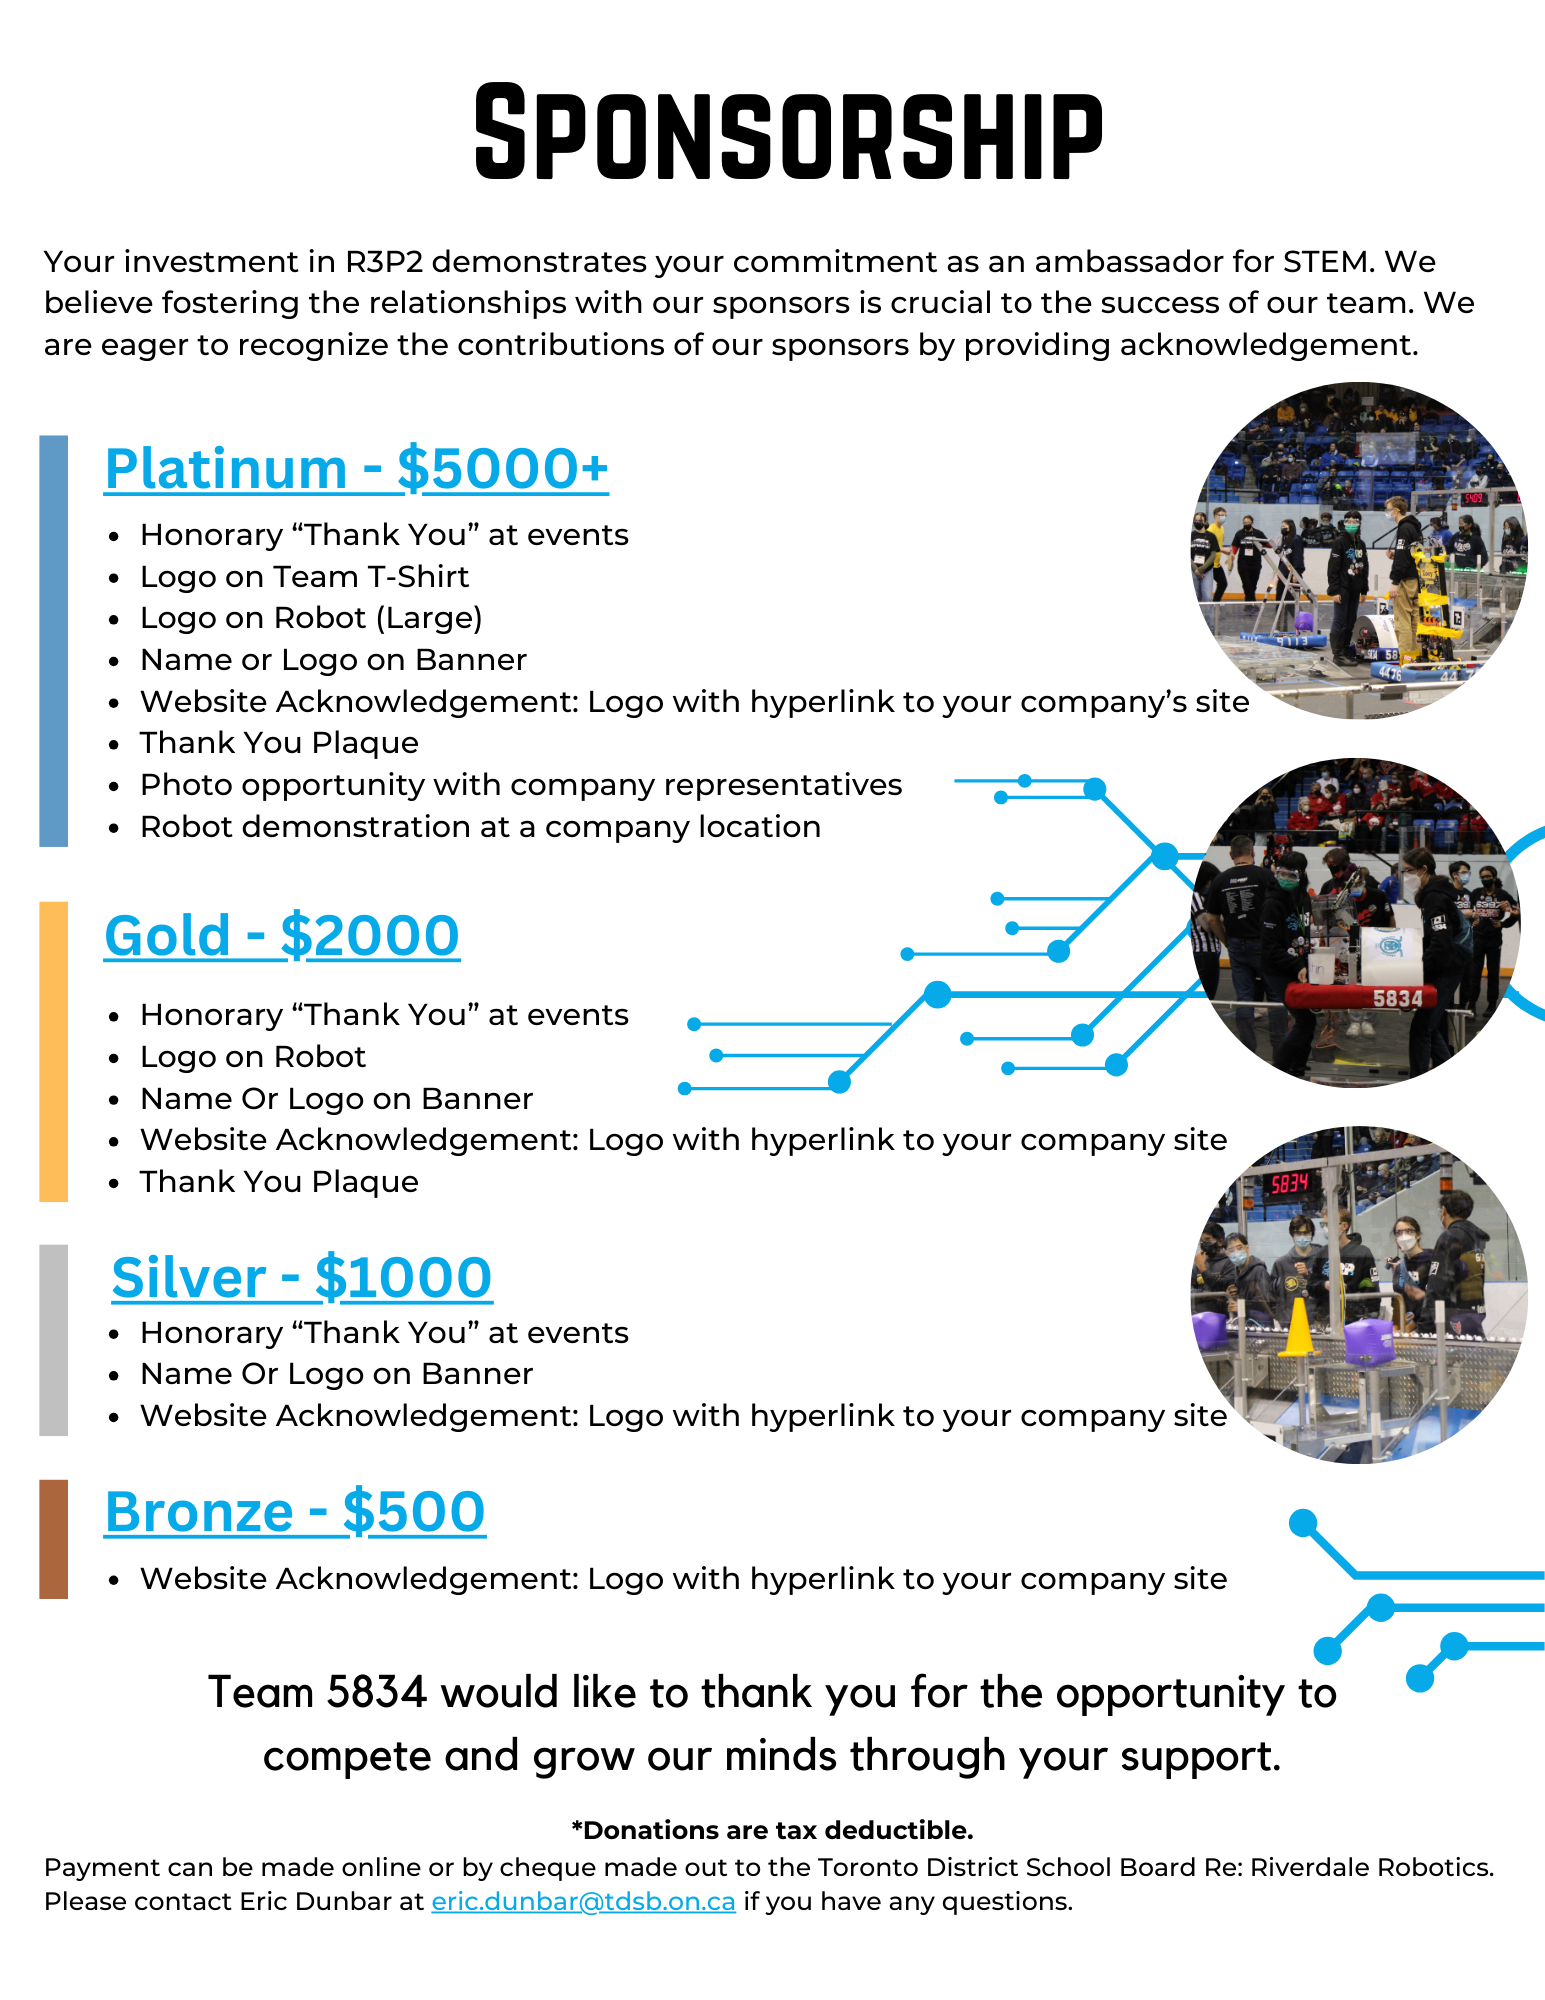 Sponsorship
Your investment in R3P2 demonstrates your commitment as an ambassador for STEM. We
believe fostering the relationships with our sponsors is crucial to the success of our team. We
are eager to recognize the contributions of our sponsors by providing acknowledgement.
Platinum - $5000+
• Honorary “Thank You” at events
• Logo on Team T-Shirt
• Logo on Robot (Large)
• Name or Logo on Banner
• Website Acknowledgement: Logo with hyperlink to your company’s site
• Thank You Plaque
• Photo opportunity with company representatives
• Robot demonstration at a company location
5409
9113
58
4476
44
Gold - $2000
• Honorary “Thank You” at events
• Logo on Robot
• Name Or Logo on Banner
• Website Acknowledgement: Logo with hyperlink to your company site
• Thank You Plaque
5834
Silver - $1000
• Honorary “Thank You” at events
• Name Or Logo on Banner
• Website Acknowledgement: Logo with hyperlink to your company site
5834
Bronze - $500
• Website Acknowledgement: Logo with hyperlink to your company site
Team 5834 would like to thank you for the opportunity to
compete and grow our minds through your support.
*Donations are tax deductible.
Payment can be made online or by cheque made out to the Toronto District School Board Re: Riverdale Robotics.
Please contact Eric Dunbar at eric.dunbar@tdsb.on.ca if you have any questions.